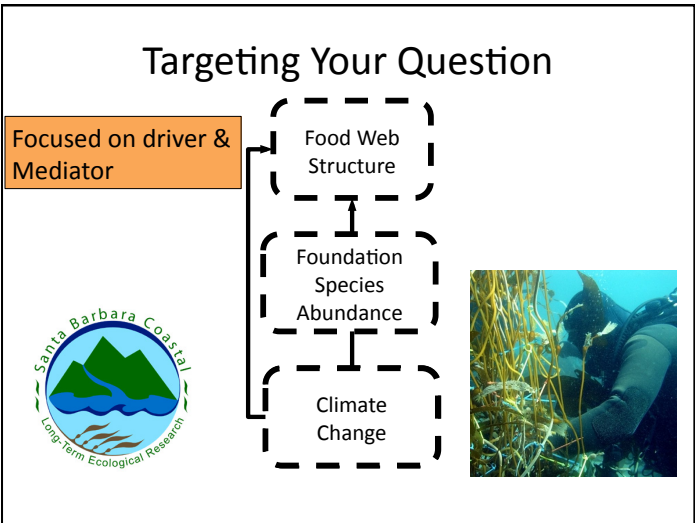 Targeting Your Question
Focused on driver &
Mediator
Food Web
Structure
Foundation
Species
Abundance
Climate
Change
Santa Barbara Coastal
Long-Term Ecological Research